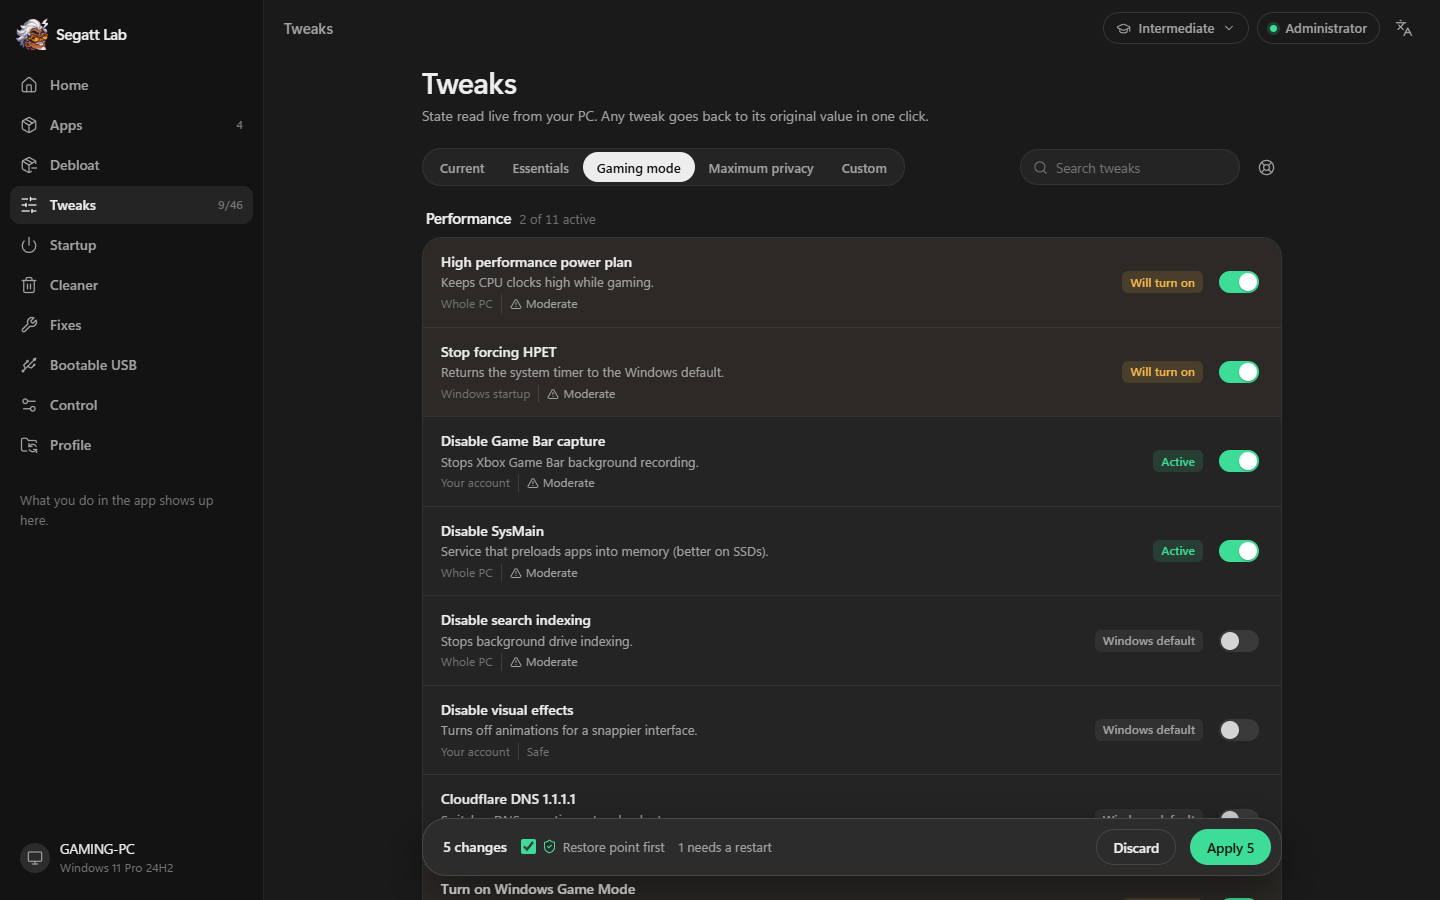 Segatt Lab
Home
Apps 4
Debloat
Tweaks 9/46
Startup
Cleaner
Fixes
Bootable USB
Control
Profile
What you do in the app shows up
here.
GAMING-PC
Windows 11 Pro 24H2
Tweaks
Intermediate
Administrator
Tweaks
State read live from your PC. Any tweak goes back to its original value in one click.
Current Essentials Gaming mode Maximum privacy Custom
Search tweaks
Performance 2 of 11 active
High performance power plan
Keeps CPU clocks high while gaming.
Whole PC Moderate
Will turn on
Stop forcing HPET
Returns the system timer to the Windows default.
Windows startup Moderate
Will turn on
Disable Game Bar capture
Stops Xbox Game Bar background recording.
Your account Moderate
Active
Disable SysMain
Service that preloads apps into memory (better on SSDs).
Whole PC Moderate
Active
Disable search indexing
Stops background drive indexing.
Whole PC Moderate
Windows default
Disable visual effects
Turns off animations for a snappier interface.
Your account Safe
Windows default
Cloudflare DNS 1.1.1.1
Windows default
5 changes Restore point first 1 needs a restart
Discard
Apply 5
Turn on Windows Game Mode